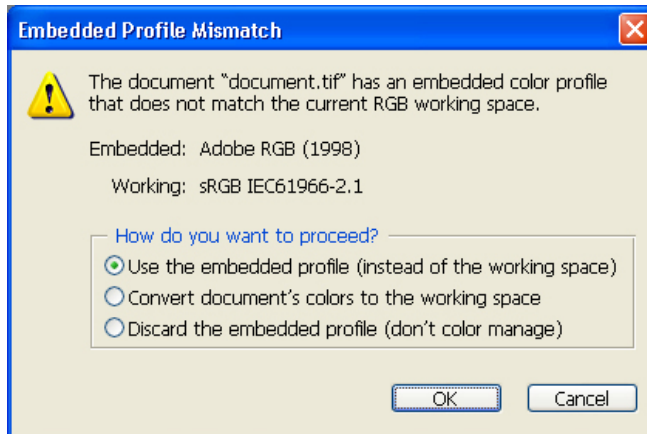 Embedded Profile Mismatch
The document "document.tif" has an embedded color profile
that does not match the current RGB working space.
Embedded: Adobe RGB (1998)
Working: sRGB IEC61966-2.1
How do you want to proceed?
Use the embedded profile (instead of the working space)
Convert document's colors to the working space
Discard the embedded profile (don't color manage)
OK Cancel